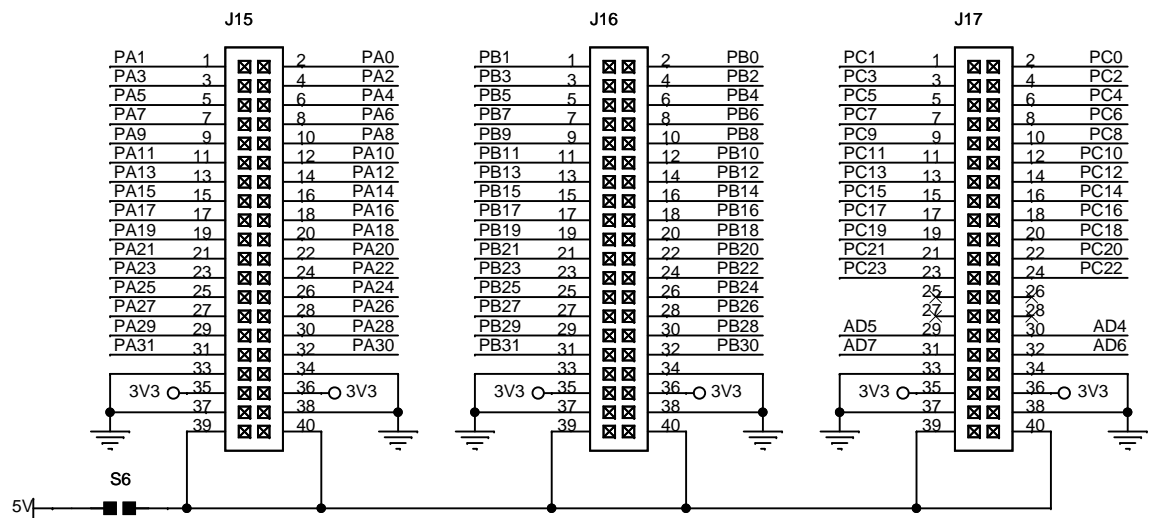 J15 J16 J17
PA1 1 2 PA0 PB1 1 2 PB0 PC1 1 2 PC0
PA3 3 4 PA2 PB3 3 4 PB2 PC3 3 4 PC2
PA5 5 6 PA4 PB5 5 6 PB4 PC5 5 6 PC4
PA7 7 8 PA6 PB7 7 8 PB6 PC7 7 8 PC6
PA9 9 10 PA8 PB9 9 10 PB8 PC9 9 10 PC8
PA11 11 12 PA10 PB11 11 12 PB10 PC11 11 12 PC10
PA13 13 14 PA12 PB13 13 14 PB12 PC13 13 14 PC12
PA15 15 16 PA14 PB15 15 16 PB14 PC15 15 16 PC14
PA17 17 18 PA16 PB17 17 18 PB16 PC17 17 18 PC16
PA19 19 20 PA18 PB19 19 20 PB18 PC19 19 20 PC18
PA21 21 22 PA20 PB21 21 22 PB20 PC21 21 22 PC20
PA23 23 24 PA22 PB23 23 24 PB22 PC23 23 24 PC22
PA25 25 26 PA24 PB25 25 26 PB24 25 26
PA27 27 28 PA26 PB27 27 28 PB26 27 28
PA29 29 30 PA28 PB29 29 30 PB28 AD5 29 30 AD4
PA31 31 32 PA30 PB31 31 32 PB30 AD7 31 32 AD6
33 34 33 34 33 34
3V3 35 36 3V3 3V3 35 36 3V3 3V3 35 36 3V3
37 38 37 38 37 38
39 40 39 40 39 40
S6
5V